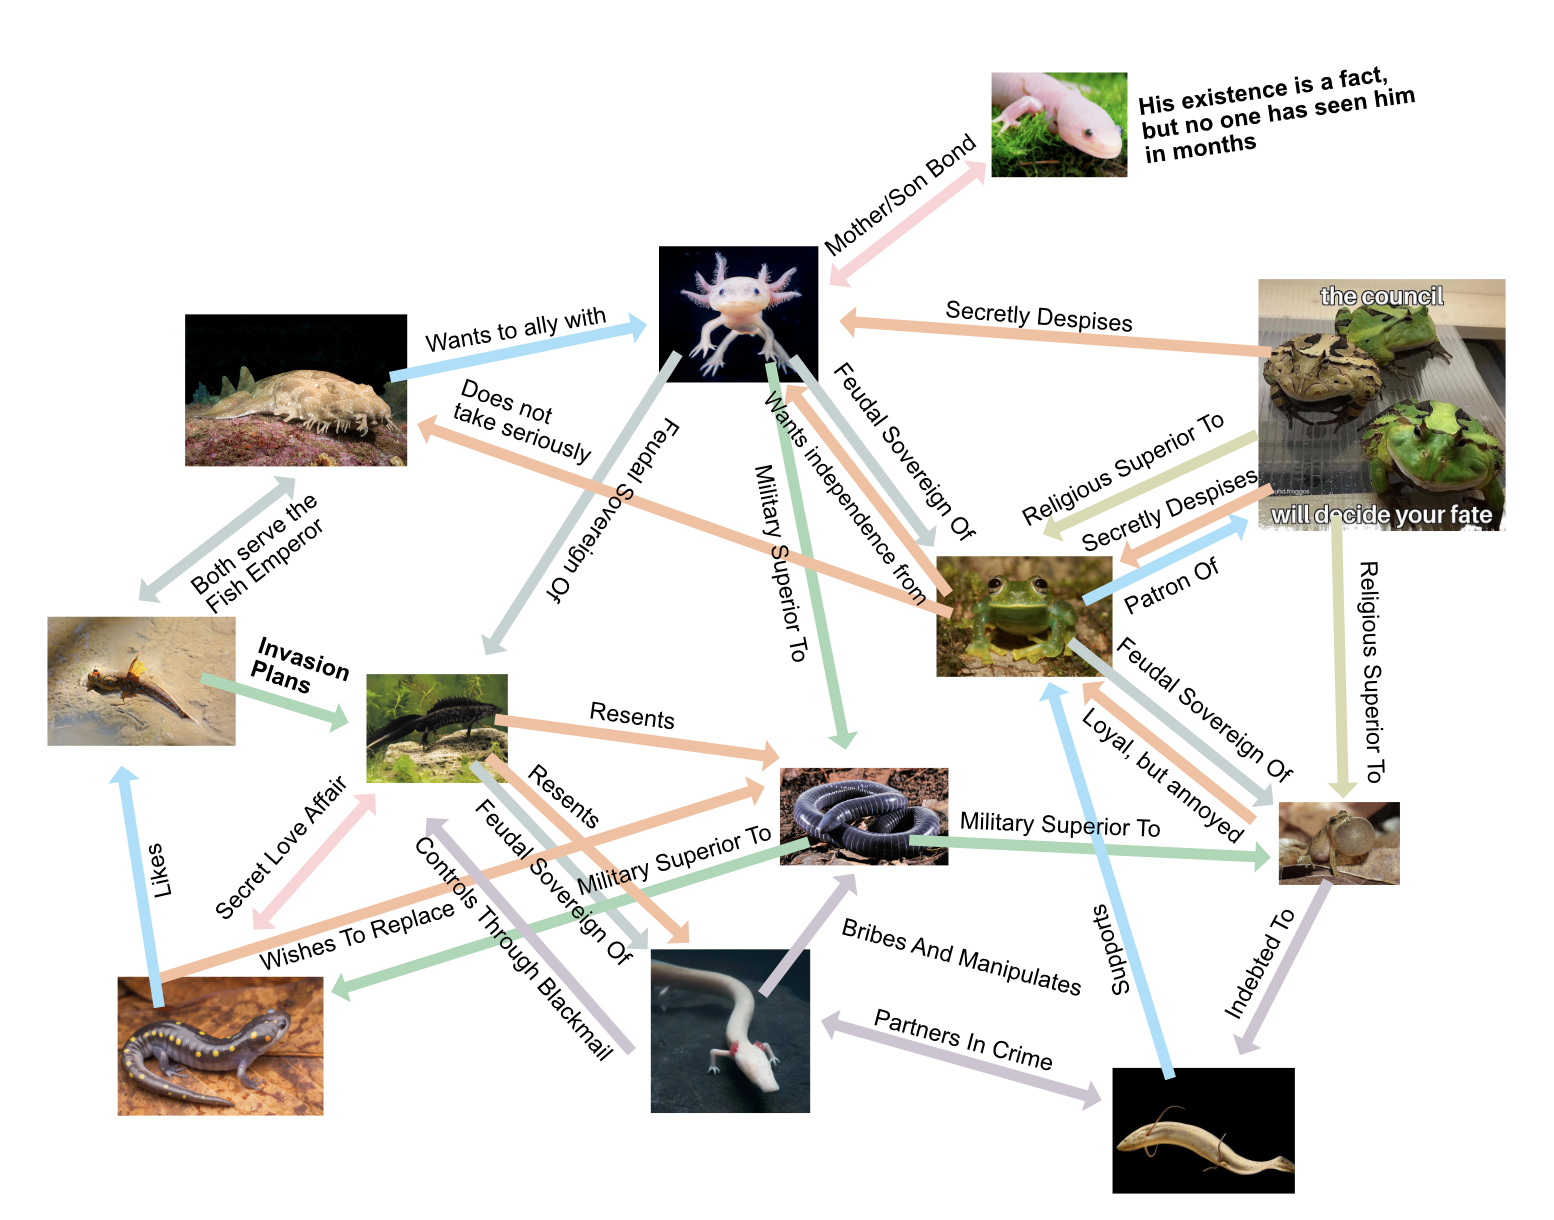 His existence is a fact,
but no one has seen him
in months
Mother/Son Bond
the council
Secretly Despises
Wants to ally with
Does not
take seriously
Feudal Sovereign Of
Wants independence from
Feudal Sovereign Of
Military Superior To
Religious Superior To
Secretly Despises
will decide your fate
Patron Of
Both serve the
Fish Emperor
Religious Superior To
Invasion
Plans
Feudal Sovereign Of
Loyal, but annoyed
Resents
Resents
Secret Love Affair
Feudal Sovereign Of
Controls Through Blackmail
Military Superior To
Military Superior To
Likes
Wishes To Replace
Bribes And Manipulates
Supports
Indebted To
Partners In Crime